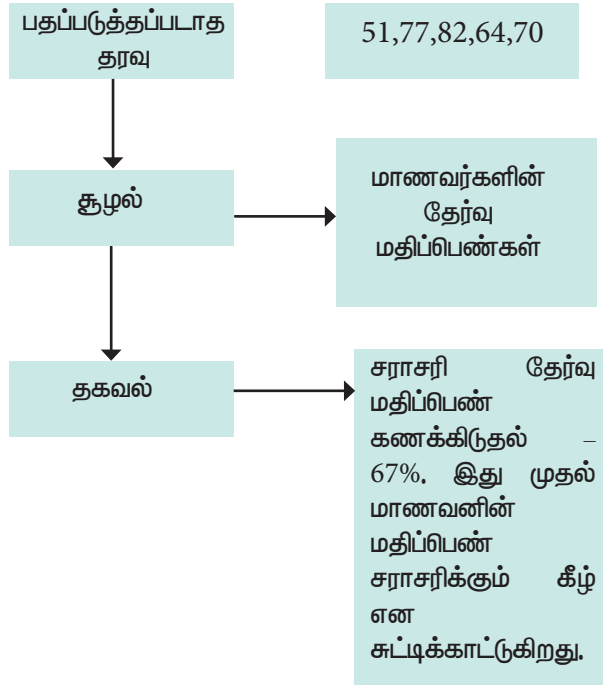 பதப்படுத்தப்படாத
தரவு
51,77,82,64,70
சூழல்
மாணவர்களின்
தேர்வு
மதிப்பெண்கள்
தகவல்
சராசரி தேர்வு
மதிப்பெண்
கணக்கிடுதல் –
67%. இது முதல்
மாணவனின்
மதிப்பெண்
சராசரிக்கும் கீழ்
என
சுட்டிக்காட்டுகிறது.